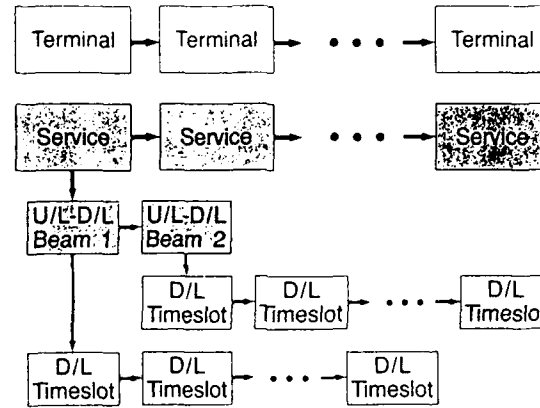 Terminal Terminal • • • Terminal
Service Service • • • Service
U/L-D/L U/L-D/L
Beam 1 Beam 2
D/L D/L D/L
Timeslot Timeslot • • • Timeslot
D/L D/L D/L
Timeslot Timeslot • • • Timeslot